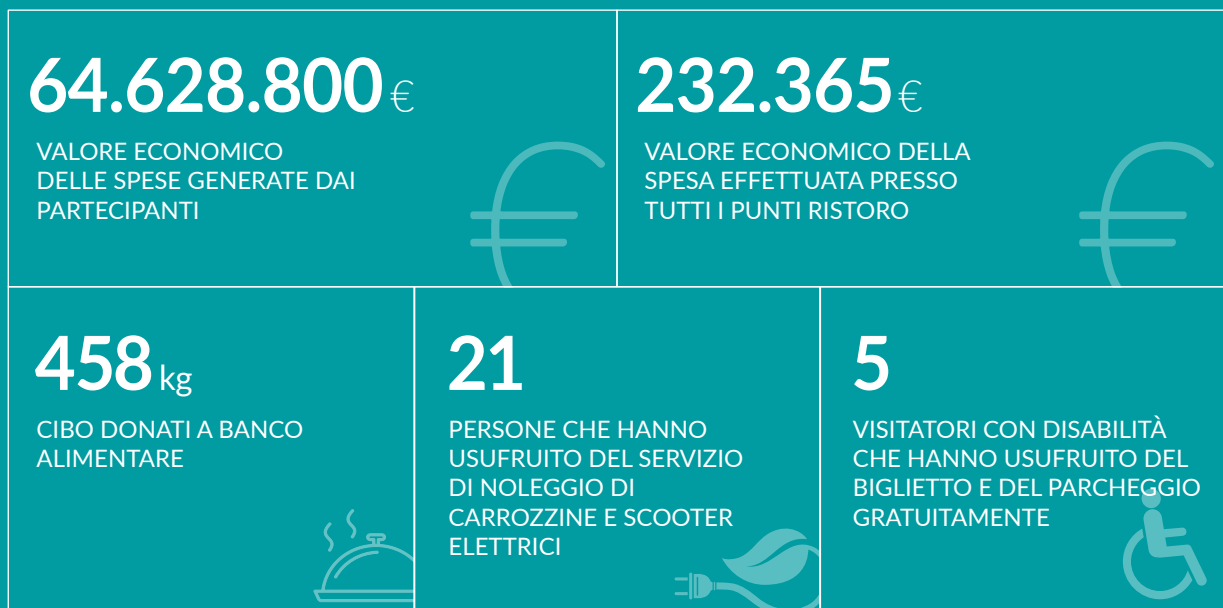 64.628.800 €
VALORE ECONOMICO
DELLE SPESE GENERATE DAI
PARTECIPANTI
232.365 €
VALORE ECONOMICO DELLA
SPESA EFFETTUATA PRESSO
TUTTI I PUNTI RISTORO
458 kg
CIBO DONATI A BANCO
ALIMENTARE
21
PERSONE CHE HANNO
USUFRUITO DEL SERVIZIO
DI NOLEGGIO DI
CARROZZINE E SCOOTER
ELETTRICI
5
VISITATORI CON DISABILITÀ
CHE HANNO USUFRUITO DEL
BIGLIETTO E DEL PARCHEGGIO
GRATUITAMENTE